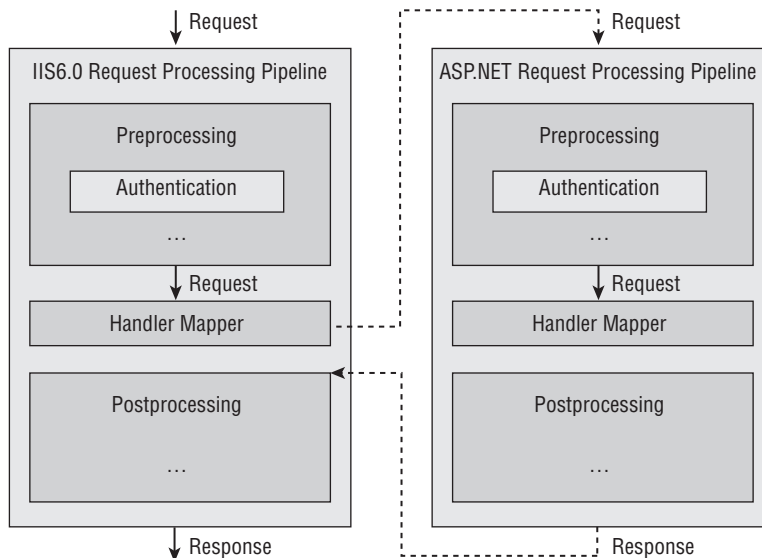 Request
IIS6.0 Request Processing Pipeline
Preprocessing
Authentication
...
Request
Handler Mapper
Postprocessing
...
Response
Request
ASP.NET Request Processing Pipeline
Preprocessing
Authentication
...
Request
Handler Mapper
Postprocessing
...
Response